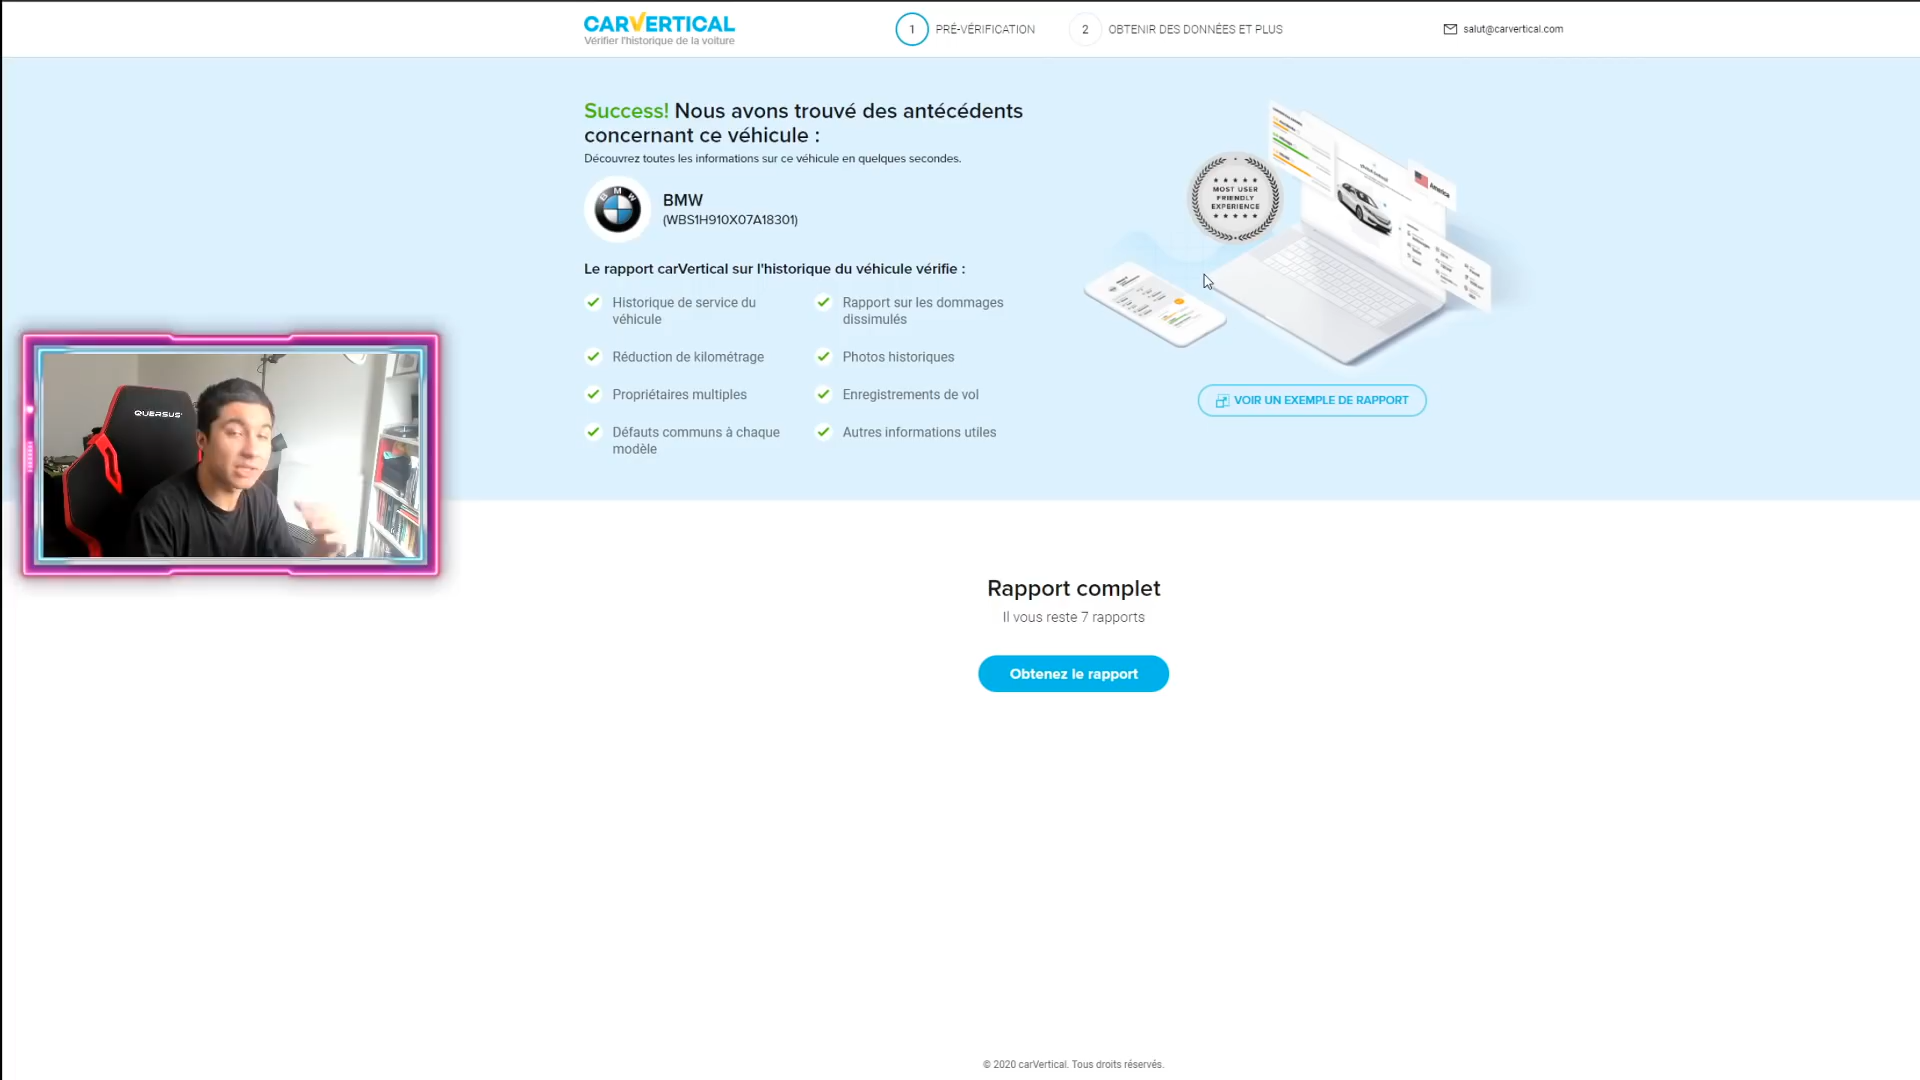 CARVERTICAL
Vérifier l'historique de la voiture
1 PRÉ-VÉRIFICATION
2 OBTENIR DES DONNÉES ET PLUS
salut@carvertical.com
Success! Nous avons trouvé des antécédents
concernant ce véhicule :
Découvrez toutes les informations sur ce véhicule en quelques secondes.
BMW
BMW
(WBS1H910X07A18301)
Le rapport carVertical sur l'historique du véhicule vérifie :
Historique de service du
véhicule
Réduction de kilométrage
Propriétaires multiples
Défauts communs à chaque
modèle
Rapport sur les dommages
dissimulés
Photos historiques
Enregistrements de vol
Autres informations utiles
MOST USER
FRIENDLY
EXPERIENCE
America
VOIR UN EXEMPLE DE RAPPORT
QUERSUS
Rapport complet
Il vous reste 7 rapports
Obtenez le rapport
© 2020 carVertical. Tous droits réservés.